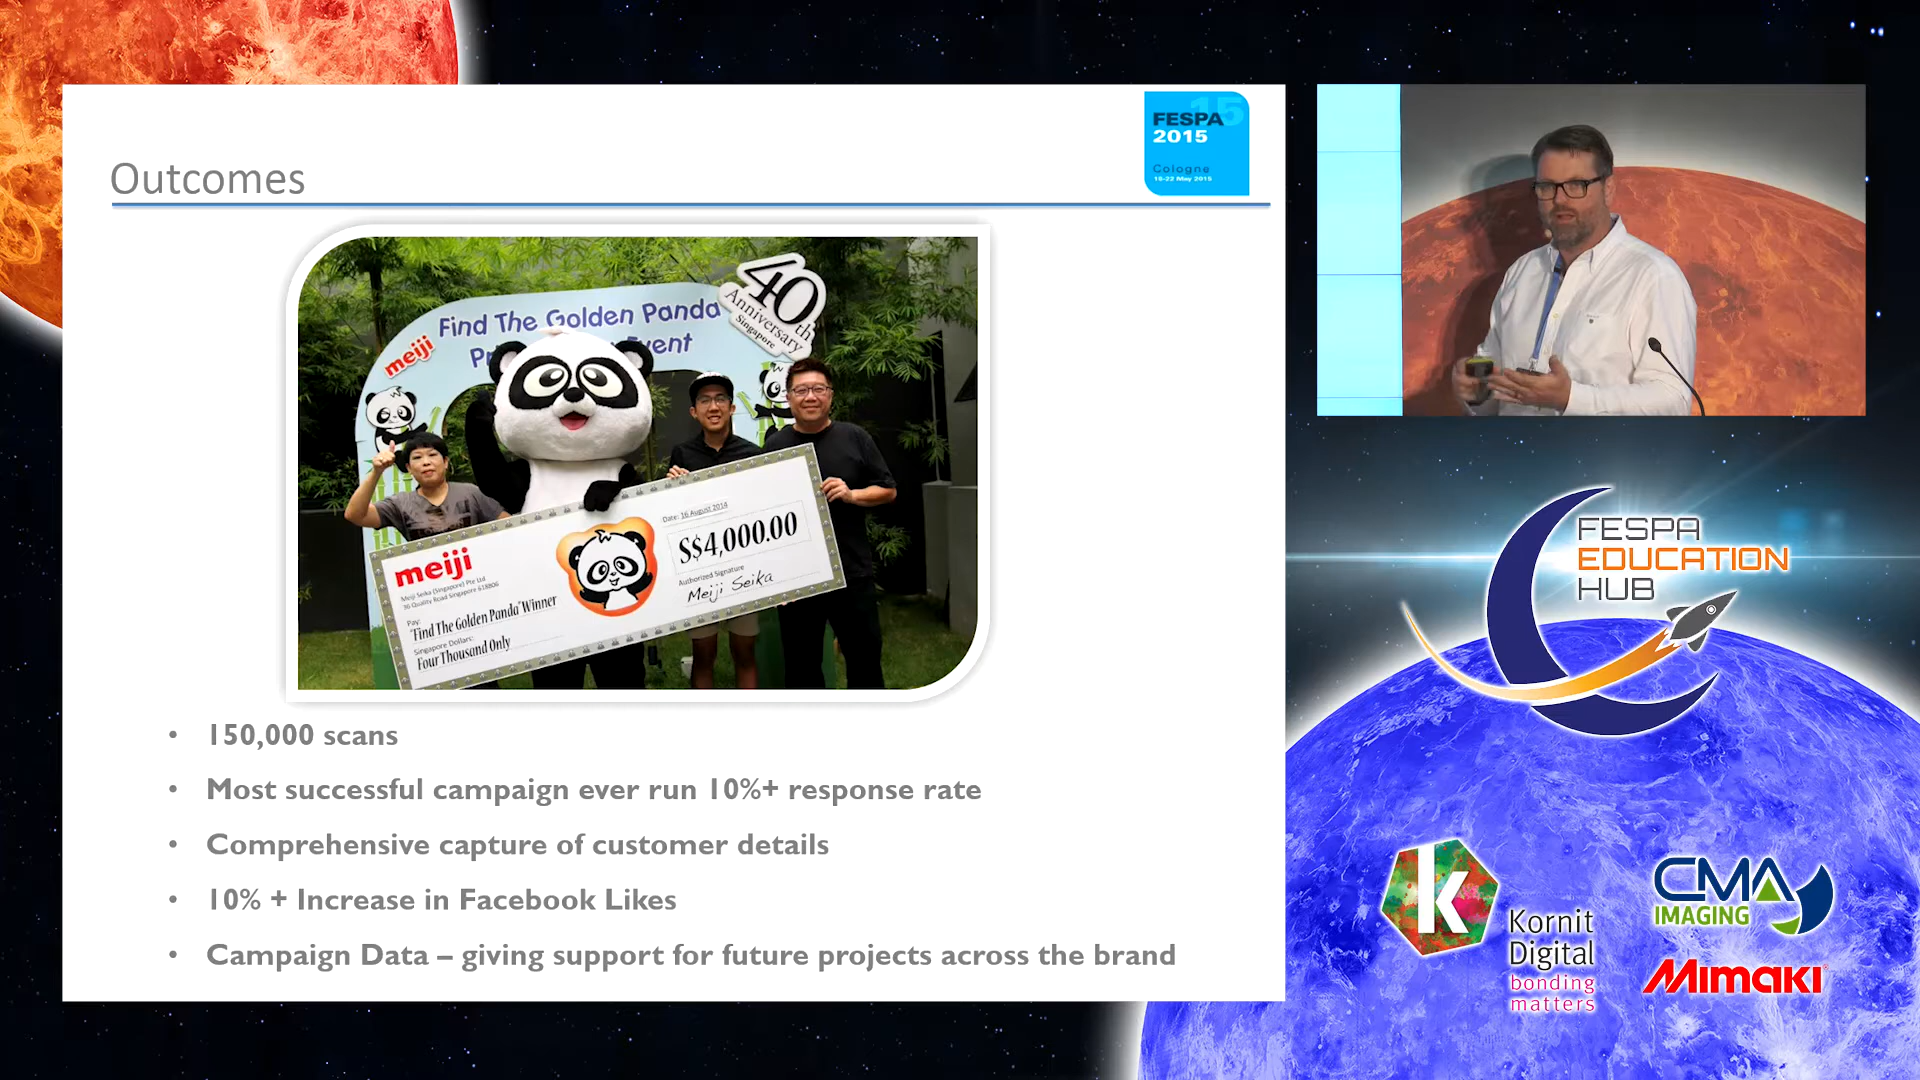 Outcomes
FESPA 15
2015
Cologne
18-22 May 2015
meiji
Find The Golden Panda
Event
40th
Anniversary
Singapore
meiji
Meiji Seika (Singapore) Pte Ltd
36 Quality Road Singapore 618806
Pay:
"Find The Golden Panda" Winner
Singapore Dollars:
Four Thousand Only
Date: 16 August 2014
S$4,000.00
Authorized Signature
Meiji Seika
• 150,000 scans
• Most successful campaign ever run 10%+ response rate
• Comprehensive capture of customer details
• 10% + Increase in Facebook Likes
• Campaign Data – giving support for future projects across the brand
FESPA
EDUCATION
HUB
k
Kornit
Digital
bonding
matters
CMA
IMAGING
Mimaki